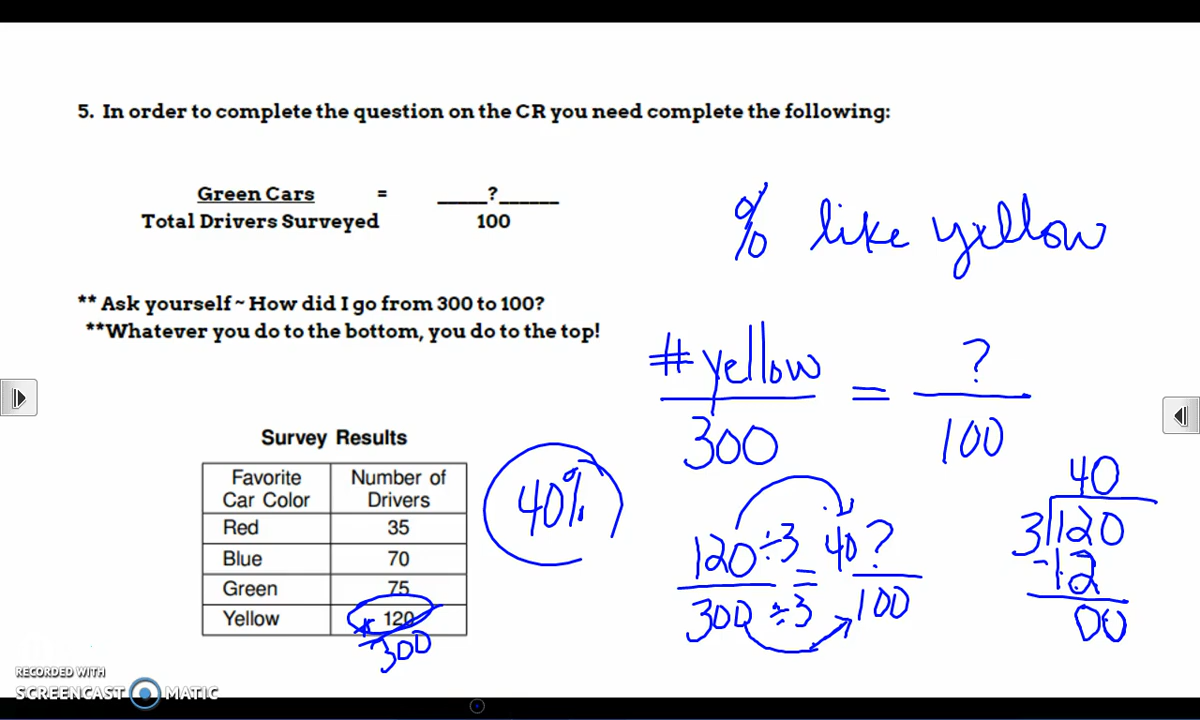 5. In order to complete the question on the CR you need complete the following:
Green Cars = _____?______
Total Drivers Surveyed 100
% like yellow
** Ask yourself ~ How did I go from 300 to 100?
**Whatever you do to the bottom, you do to the top!
# yellow = ?
300 100
Survey Results
Favorite Car Color Number of Drivers
Red 35
Blue 70
Green 75
Yellow 120
300
40%
120 ÷3 = 40 ?
300 ÷3 100
40
3 120
-12
00
RECORDED WITH
SCREENCAST MATIC